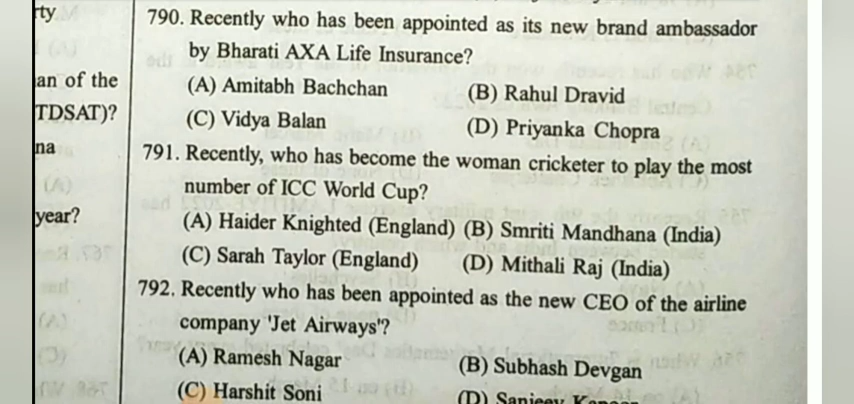 rty
an of the
TDSAT)?
na
year?
790. Recently who has been appointed as its new brand ambassador
by Bharati AXA Life Insurance?
(A) Amitabh Bachchan (B) Rahul Dravid
(C) Vidya Balan (D) Priyanka Chopra
791. Recently, who has become the woman cricketer to play the most
number of ICC World Cup?
(A) Haider Knighted (England) (B) Smriti Mandhana (India)
(C) Sarah Taylor (England) (D) Mithali Raj (India)
792. Recently who has been appointed as the new CEO of the airline
company 'Jet Airways'?
(A) Ramesh Nagar (B) Subhash Devgan
(C) Harshit Soni (D) Sanjeev Kapoor